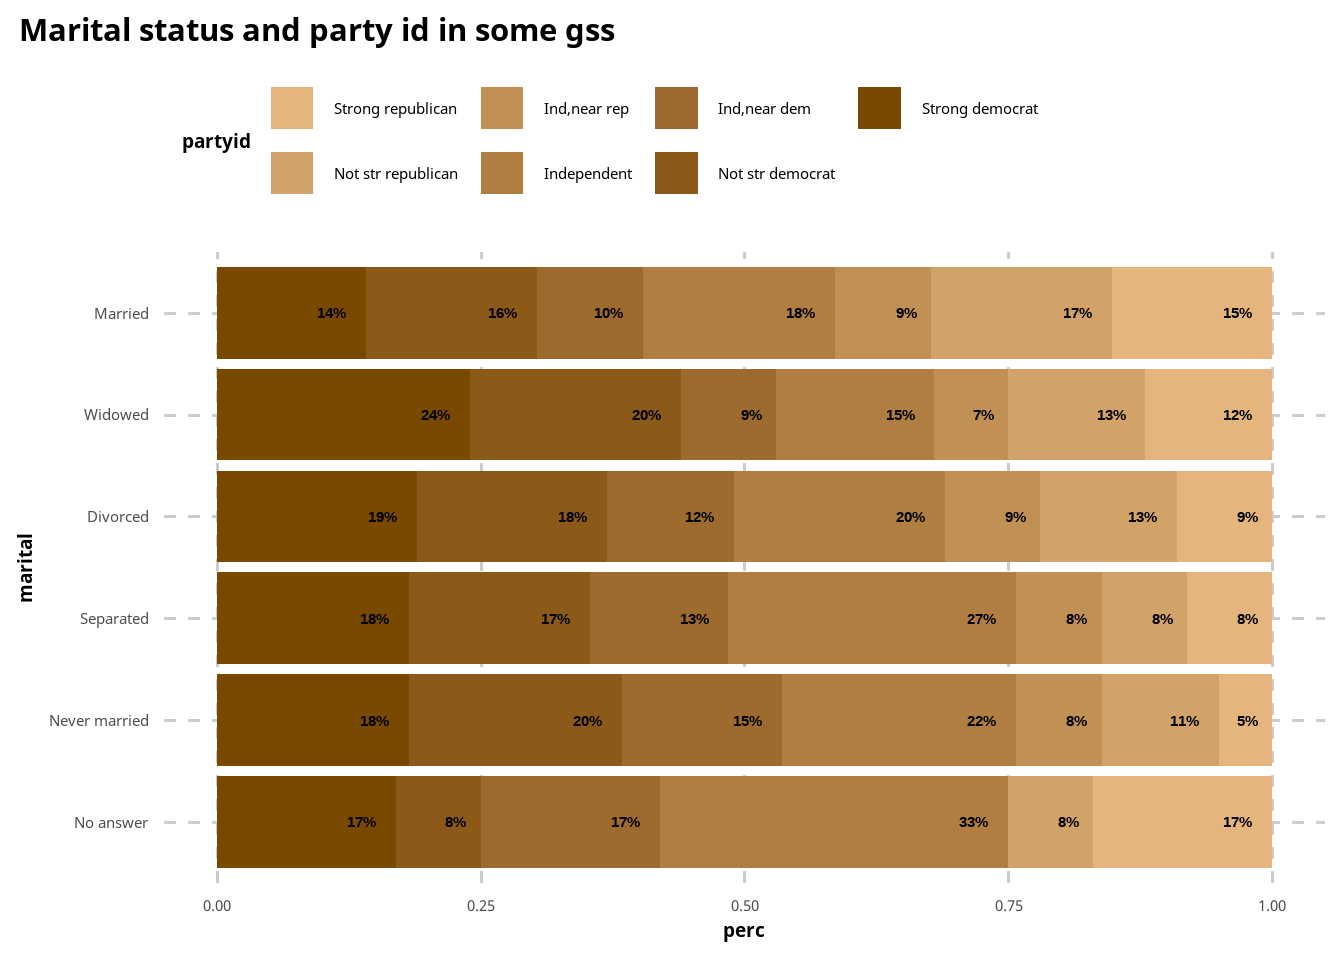 Marital status and party id in some gss
partyid
Strong republican
Ind,near rep
Ind,near dem
Strong democrat
Not str republican
Independent
Not str democrat
marital
Married 14% 16% 10% 18% 9% 17% 15%
Widowed 24% 20% 9% 15% 7% 13% 12%
Divorced 19% 18% 12% 20% 9% 13% 9%
Separated 18% 17% 13% 27% 8% 8% 8%
Never married 18% 20% 15% 22% 8% 11% 5%
No answer 17% 8% 17% 33% 8% 17%
0.00 0.25 0.50 0.75 1.00
perc